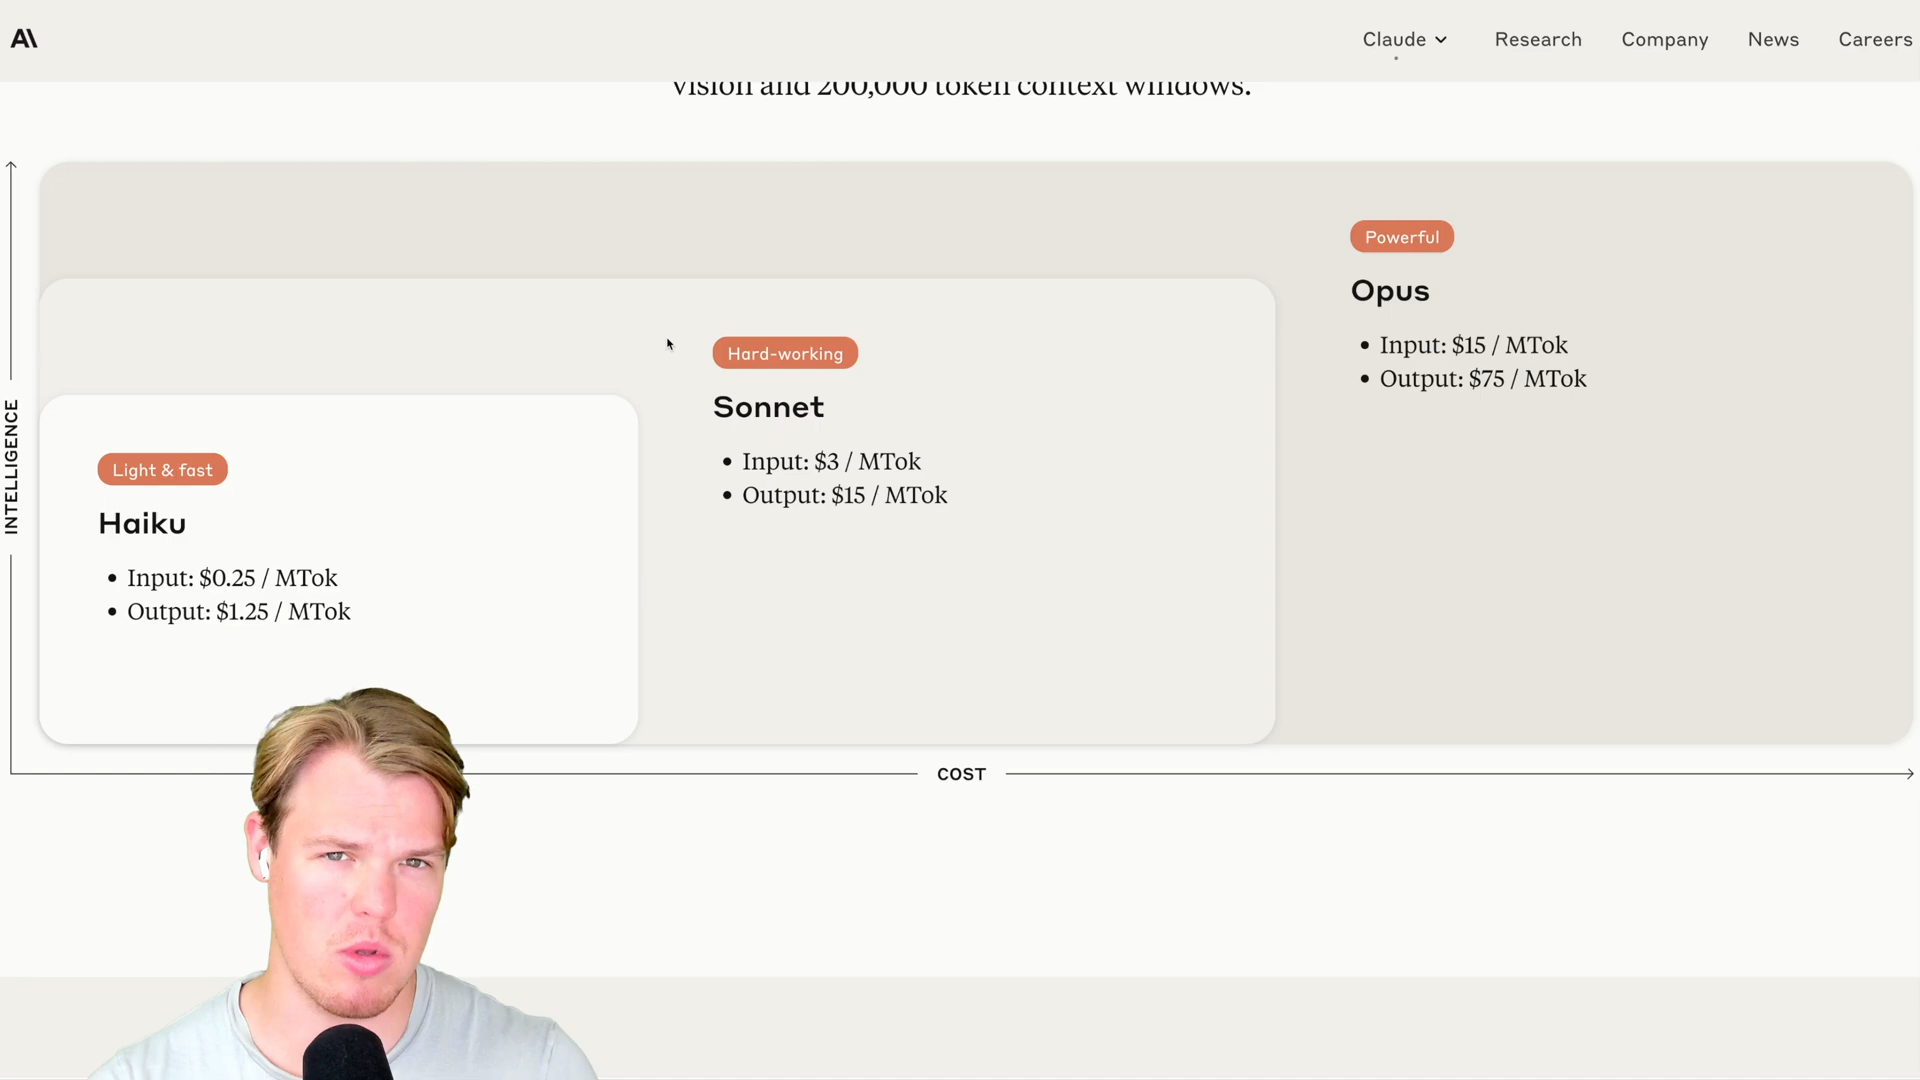 A\
Claude
Research
Company
News
Careers
vision and 200,000 token context windows.
Powerful
Opus
• Input: $15 / MTok
• Output: $75 / MTok
Hard-working
Sonnet
• Input: $3 / MTok
• Output: $15 / MTok
Light & fast
Haiku
• Input: $0.25 / MTok
• Output: $1.25 / MTok
INTELLIGENCE
COST